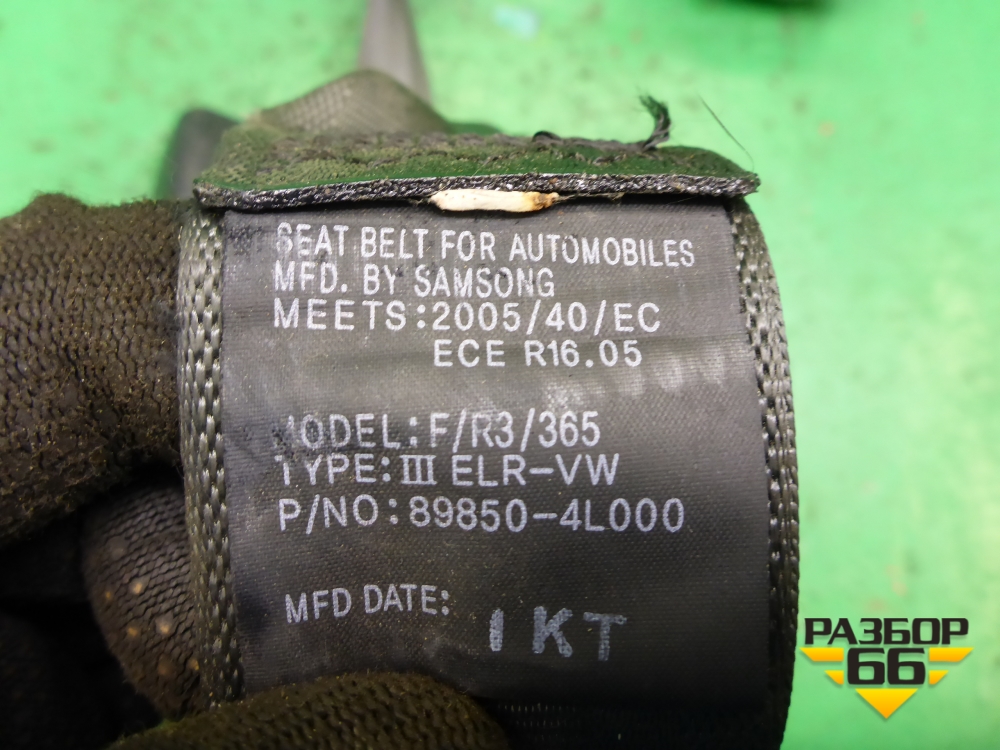 SEAT BELT FOR AUTOMOBILES
MFD. BY SAMSONG
MEETS:2005/40/EC
ECE R16.05
MODEL:F/R3/365
TYPE:III ELR-VW
P/NO:89850-4L000
MFD DATE: 1KT
РАЗБОР
66